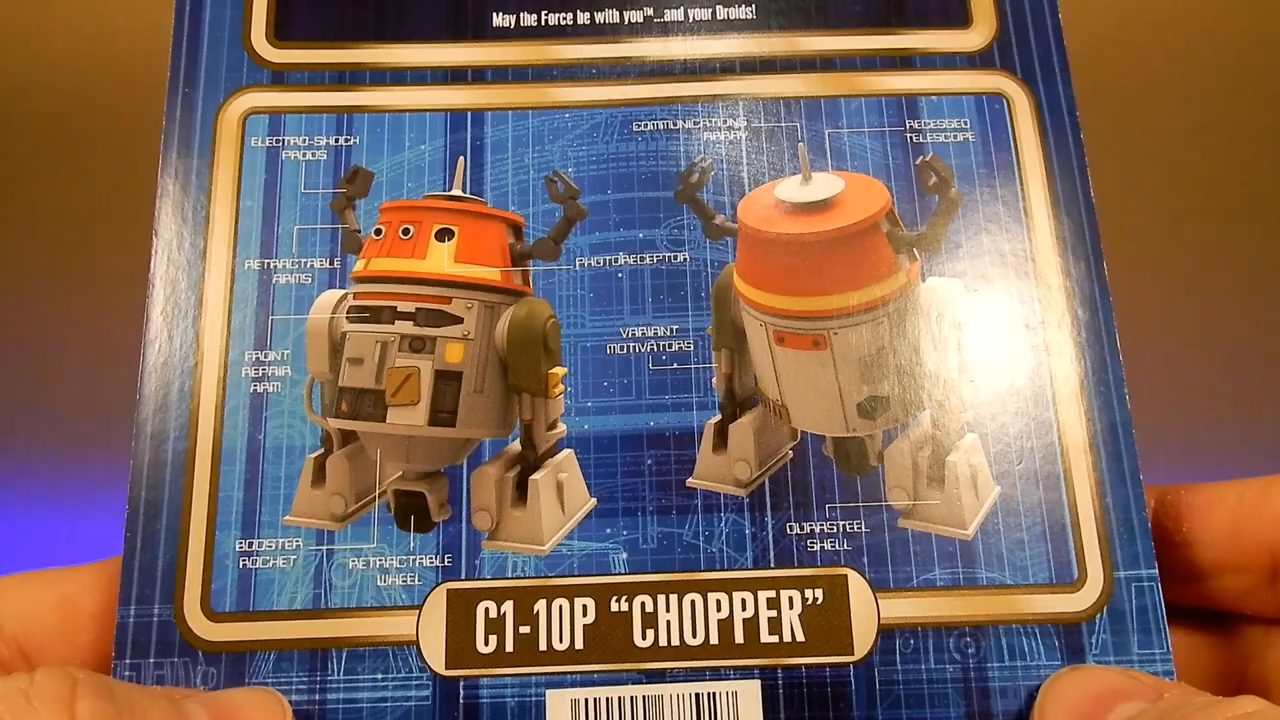 May the Force be with you™...and your Droids!
ELECTRO-SHOCK
PRODS
COMMUNICATIONS
ARRAY
RECESSED
TELESCOPE
RETRACTABLE
ARMS
PHOTORECEPTOR
VARIANT
MOTIVATORS
FRONT
REPAIR
ARM
BOOSTER
ROCKET
RETRACTABLE
WHEEL
DURASTEEL
SHELL
C1-10P “CHOPPER”